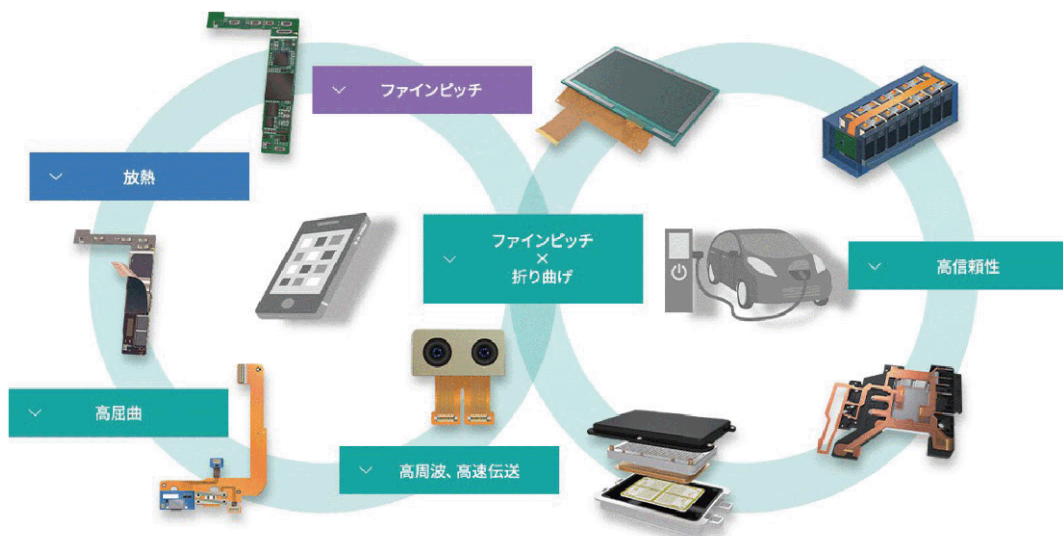 ファインピッチ
放熱
ファインピッチ
×
折り曲げ
高信頼性
高屈曲
高周波、高速伝送